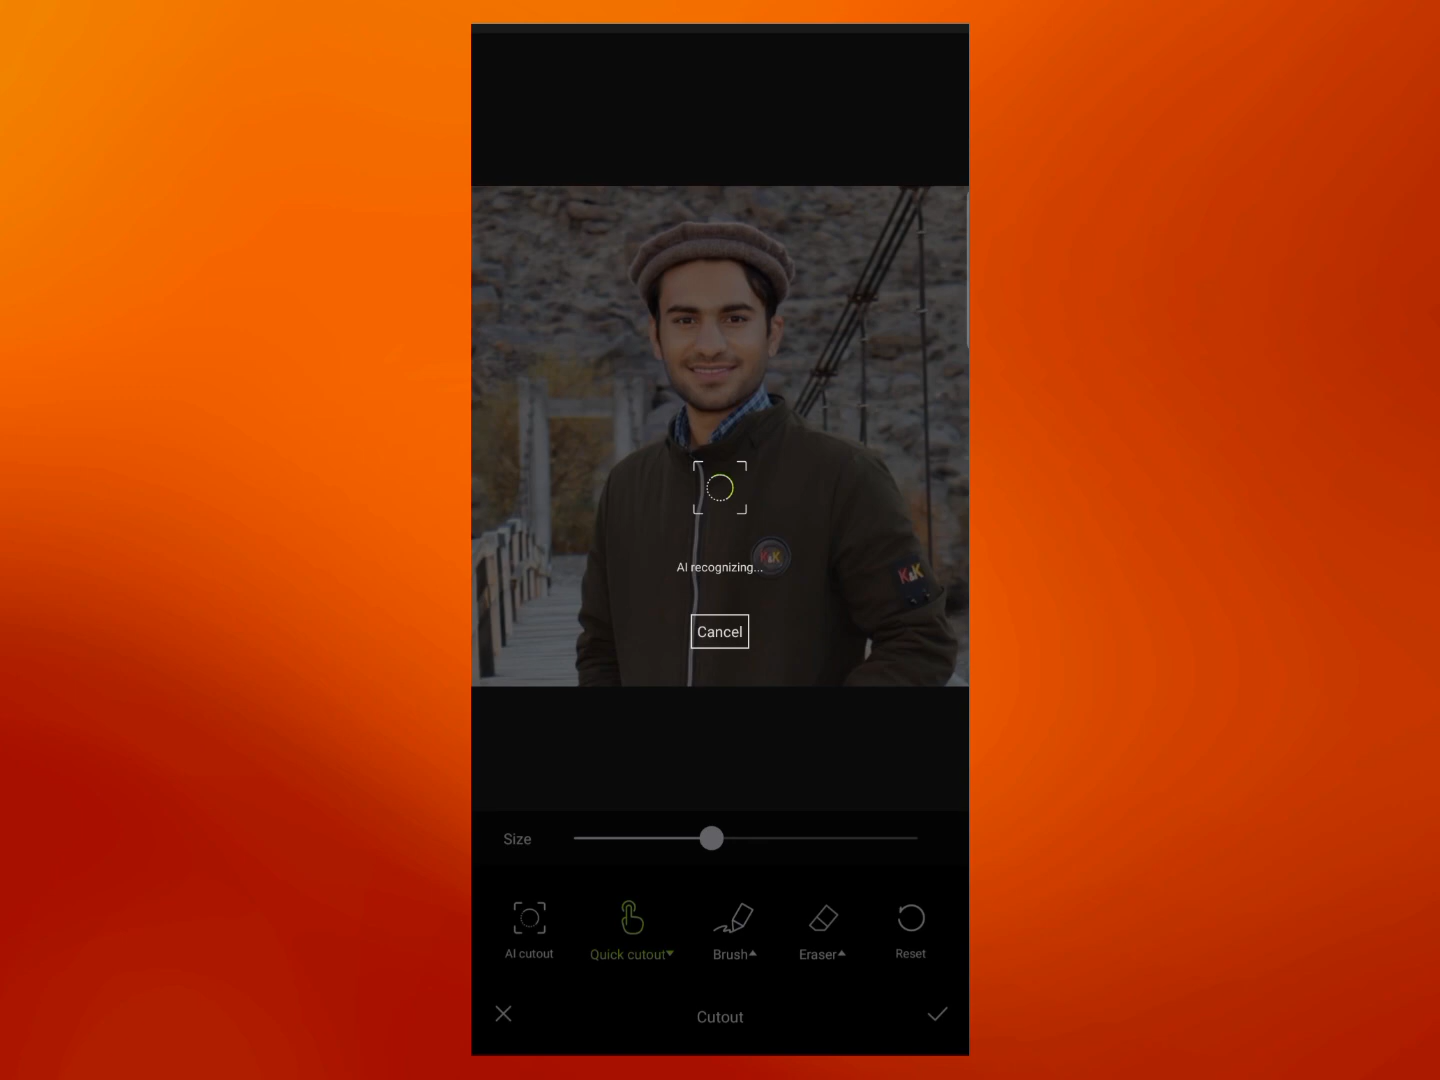 K&K
K&K
AI recognizing...
Cancel
Size
AI cutout
Quick cutout▼
Brush▲
Eraser▲
Reset
Cutout